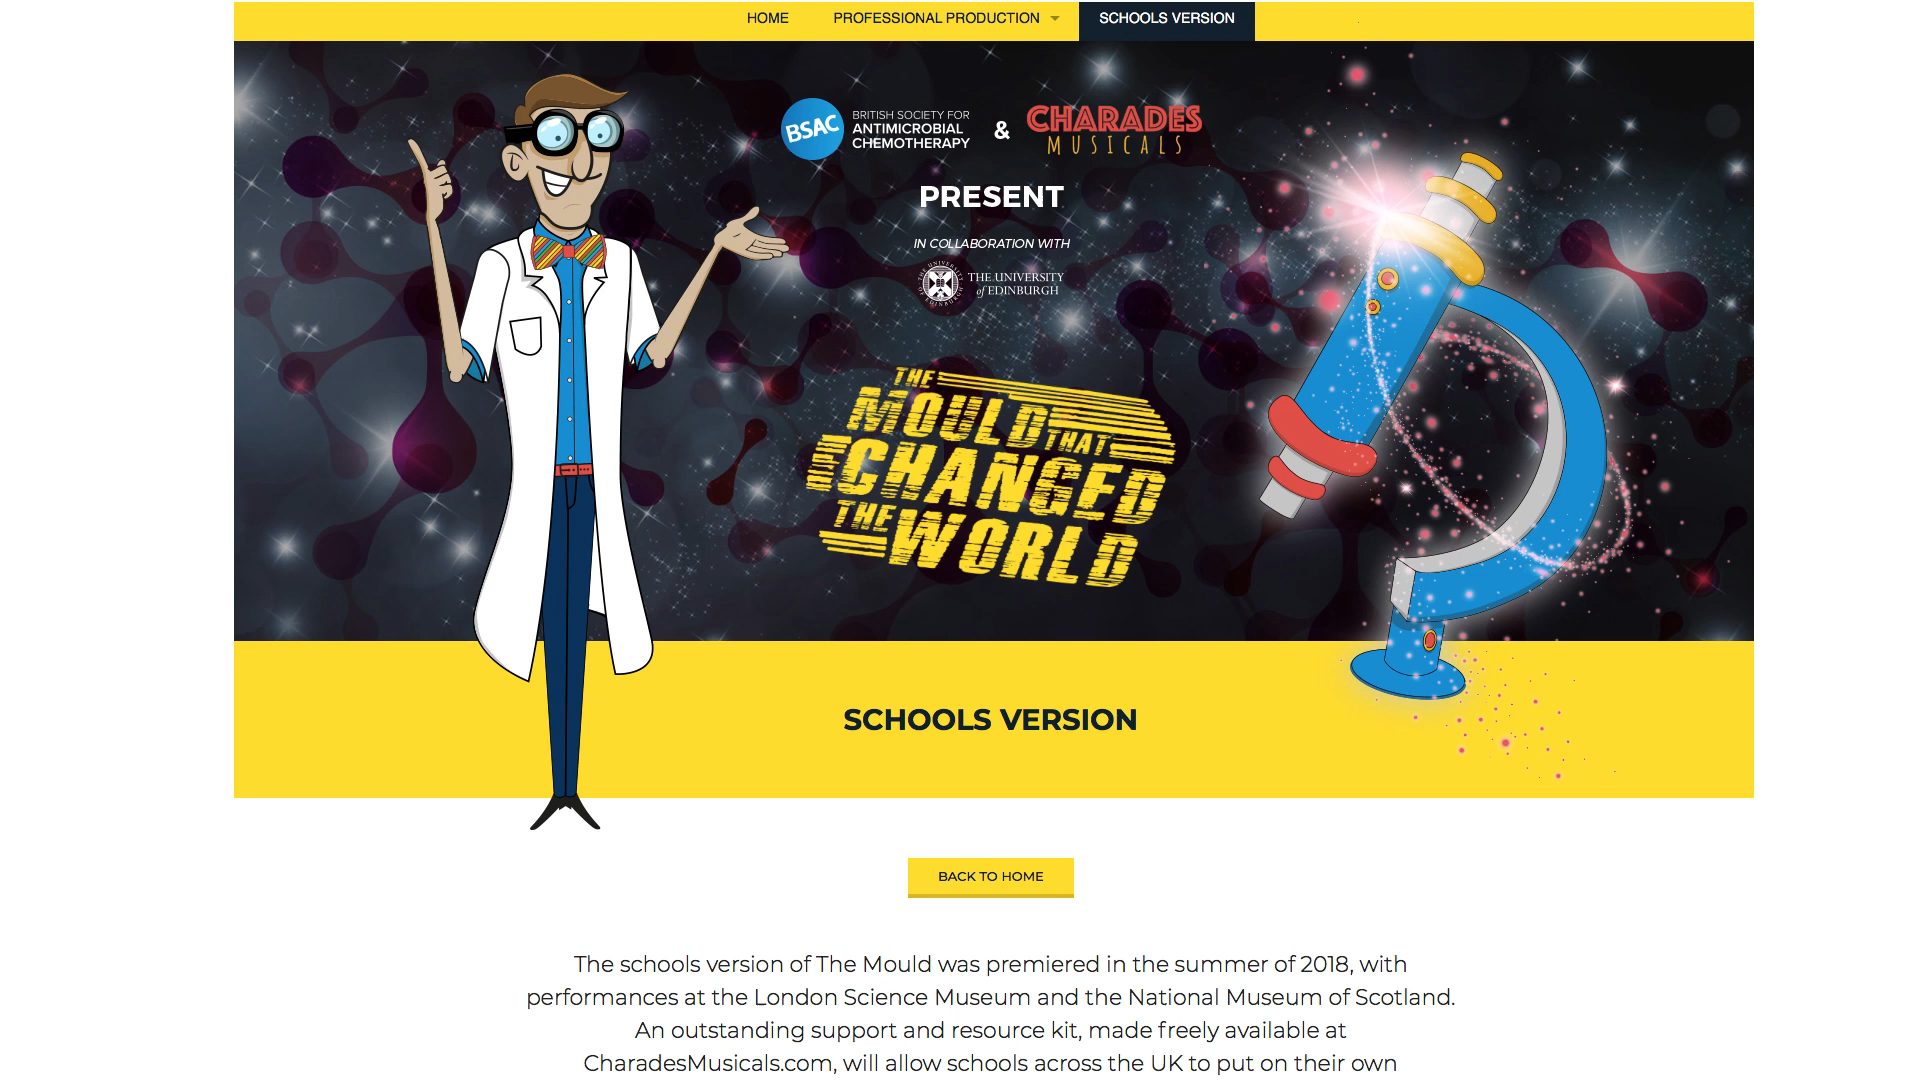 HOME PROFESSIONAL PRODUCTION SCHOOLS VERSION
BSAC BRITISH SOCIETY FOR ANTIMICROBIAL CHEMOTHERAPY & CHARADES MUSICALS
PRESENT
IN COLLABORATION WITH
THE UNIVERSITY
of EDINBURGH
THE
MOULD THAT
CHANGED
THE WORLD
SCHOOLS VERSION
BACK TO HOME
The schools version of The Mould was premiered in the summer of 2018, with
performances at the London Science Museum and the National Museum of Scotland.
An outstanding support and resource kit, made freely available at
CharadesMusicals.com, will allow schools across the UK to put on their own